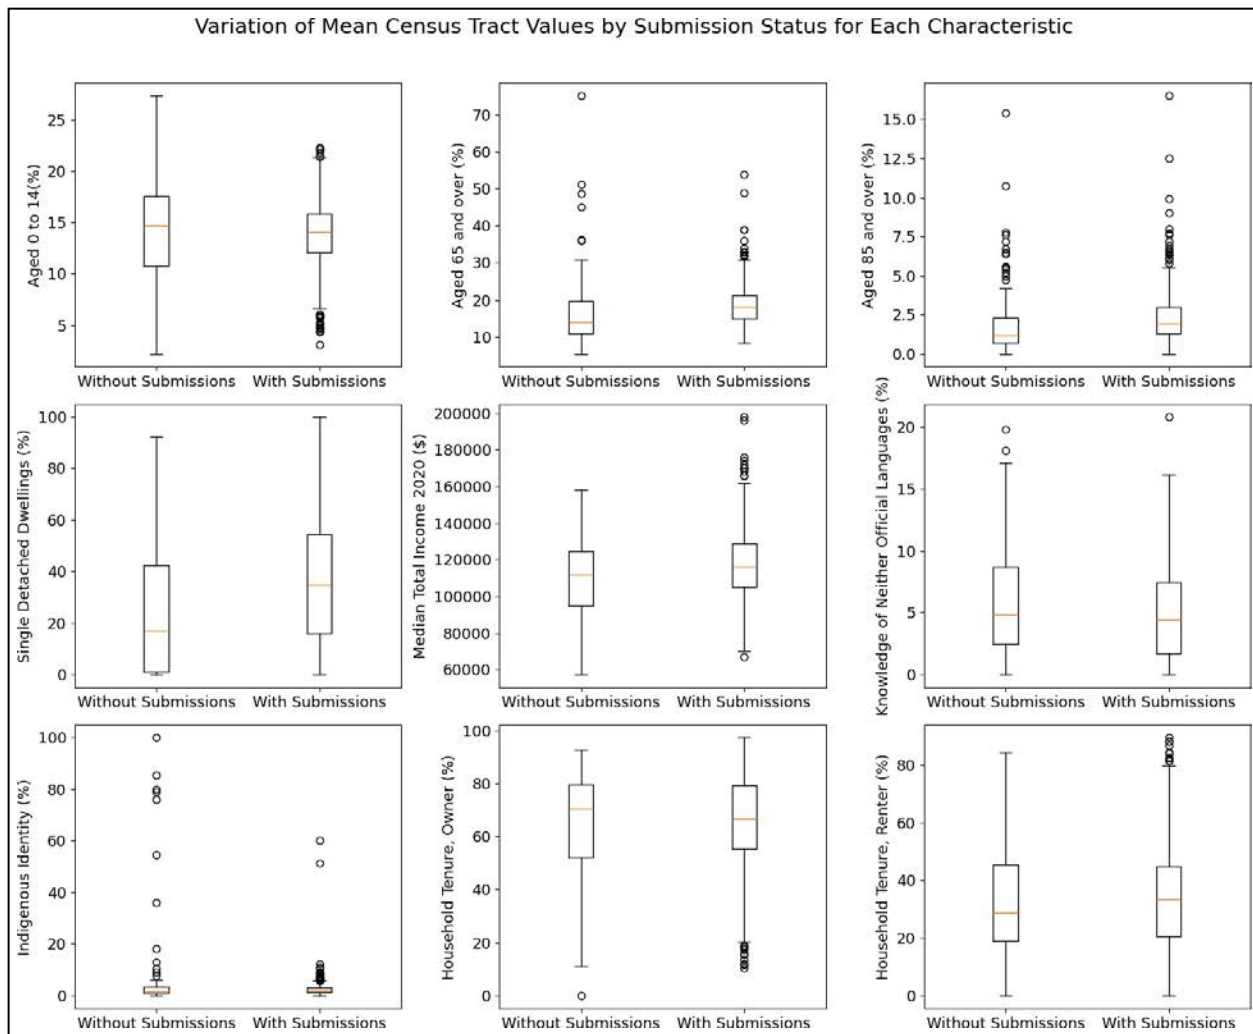 Variation of Mean Census Tract Values by Submission Status for Each Characteristic
Aged 0 to 14(%)
25
20
15
10
5
Without Submissions With Submissions
Aged 65 and over (%)
70
60
50
40
30
20
10
Without Submissions With Submissions
Aged 85 and over (%)
15.0
12.5
10.0
7.5
5.0
2.5
0.0
Without Submissions With Submissions
Single Detached Dwellings (%)
100
80
60
40
20
0
Without Submissions With Submissions
Median Total Income 2020 ($)
200000
180000
160000
140000
120000
100000
80000
60000
Without Submissions With Submissions
Knowledge of Neither Official Languages (%)
20
15
10
5
0
Without Submissions With Submissions
Indigenous Identity (%)
100
80
60
40
20
0
Without Submissions With Submissions
Household Tenure, Owner (%)
100
80
60
40
20
0
Without Submissions With Submissions
Household Tenure, Renter (%)
80
60
40
20
0
Without Submissions With Submissions